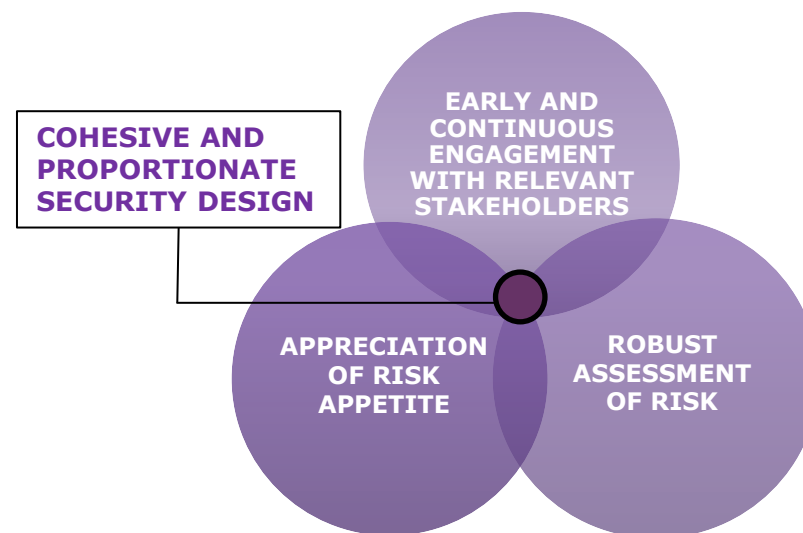 EARLY AND
CONTINUOUS
ENGAGEMENT
WITH RELEVANT
STAKEHOLDERS
COHESIVE AND
PROPORTIONATE
SECURITY DESIGN
APPRECIATION
OF RISK
APPETITE
ROBUST
ASSESSMENT
OF RISK